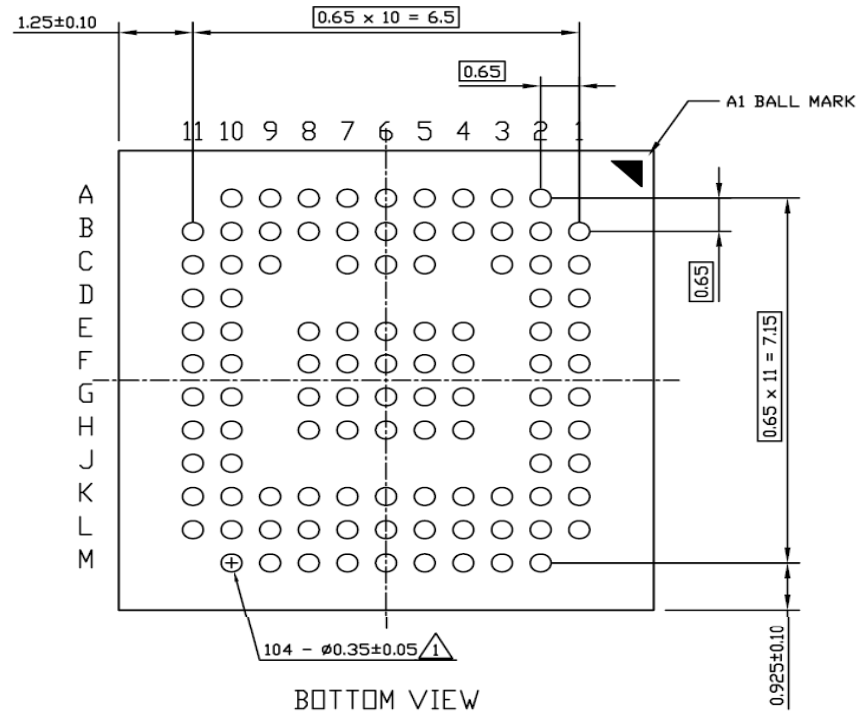 1.25±0.10
0.65 x 10 = 6.5
0.65
A1 BALL MARK
11 10 9 8 7 6 5 4 3 2 1
A
B
C
D
E
F
G
H
J
K
L
M
0.65
0.65 x 11 = 7.15
0.925±0.10
104 - ø0.35±0.05 1
BOTTOM VIEW